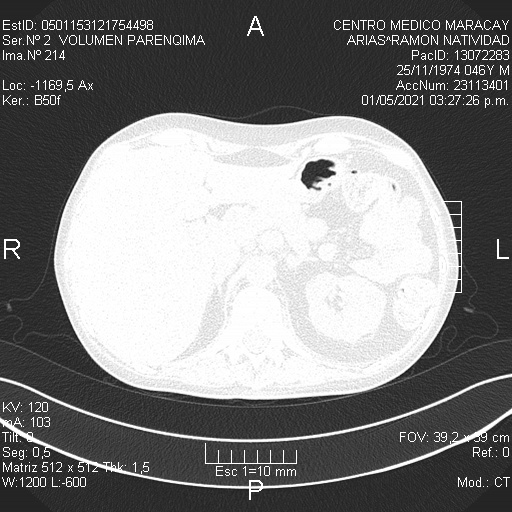 EstID: 0501153121754498
Ser.Nº 2 VOLUMEN PARENQIMA
Ima.Nº 214
Loc: -1169,5 Ax
Ker.: B50f
A
CENTRO MEDICO MARACAY
ARIAS^RAMON NATIVIDAD
PacID: 13072283
25/11/1974 046Y M
AccNum: 23113401
01/05/2021 03:27:26 p.m.
R
L
KV: 120
mA: 103
Tilt: 0
Seg: 0,5
Matriz 512 x 512 Thk: 1,5
W:1200 L:-600
Esc 1=10 mm
P
FOV: 39,2 x 39 cm
Ref.: 0
Mod.: CT